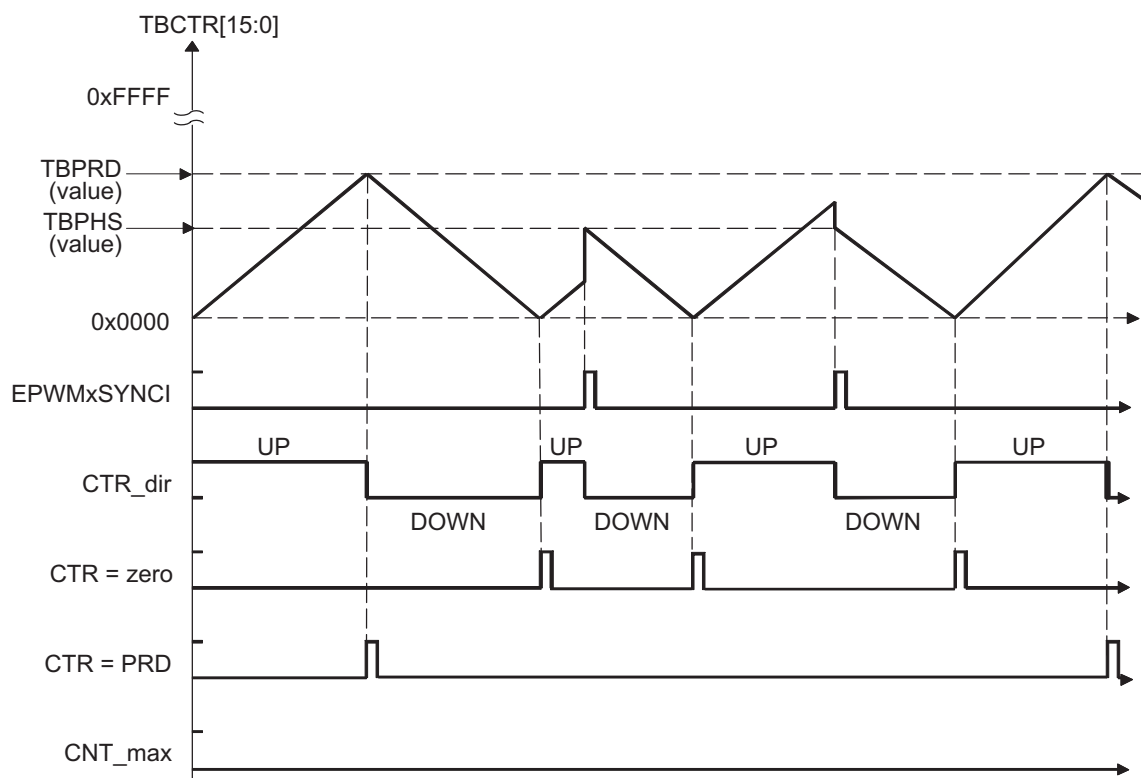 TBCTR[15:0]
0xFFFF
TBPRD
(value)
TBPHS
(value)
0x0000
EPWMxSYNCI
UP
UP
UP
UP
CTR_dir
DOWN
DOWN
DOWN
CTR = zero
CTR = PRD
CNT_max